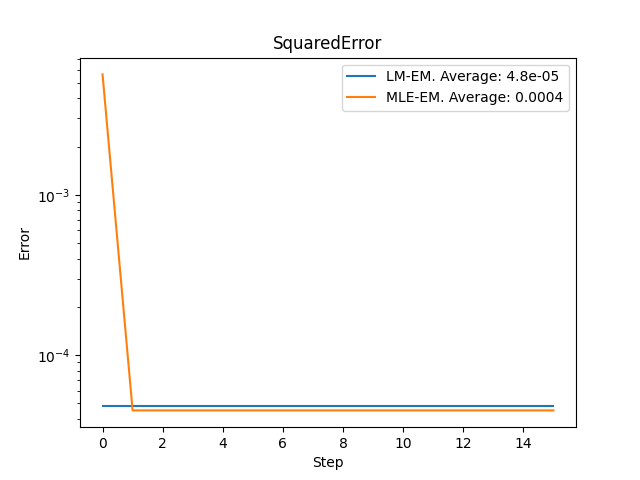 SquaredError
LM-EM. Average: 4.8e-05
MLE-EM. Average: 0.0004
10⁻³
10⁻⁴
Error
0 2 4 6 8 10 12 14
Step